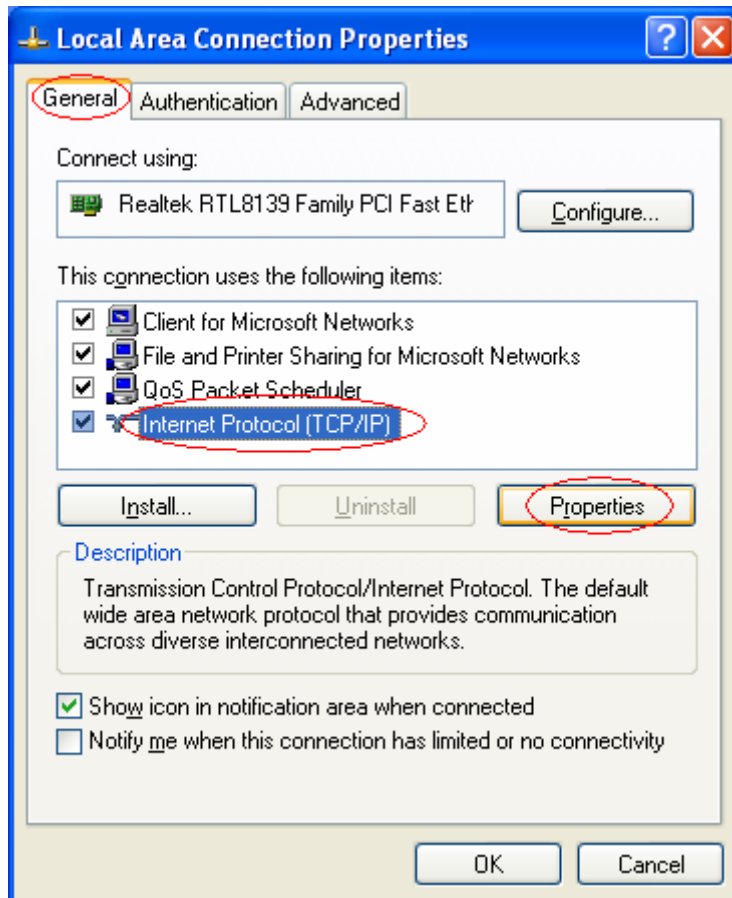 Local Area Connection Properties
General Authentication Advanced
Connect using:
Realtek RTL8139 Family PCI Fast Eth
Configure...
This connection uses the following items:
Client for Microsoft Networks
File and Printer Sharing for Microsoft Networks
QoS Packet Scheduler
Internet Protocol (TCP/IP)
Install... Uninstall Properties
Description
Transmission Control Protocol/Internet Protocol. The default
wide area network protocol that provides communication
across diverse interconnected networks.
Show icon in notification area when connected
Notify me when this connection has limited or no connectivity
OK Cancel